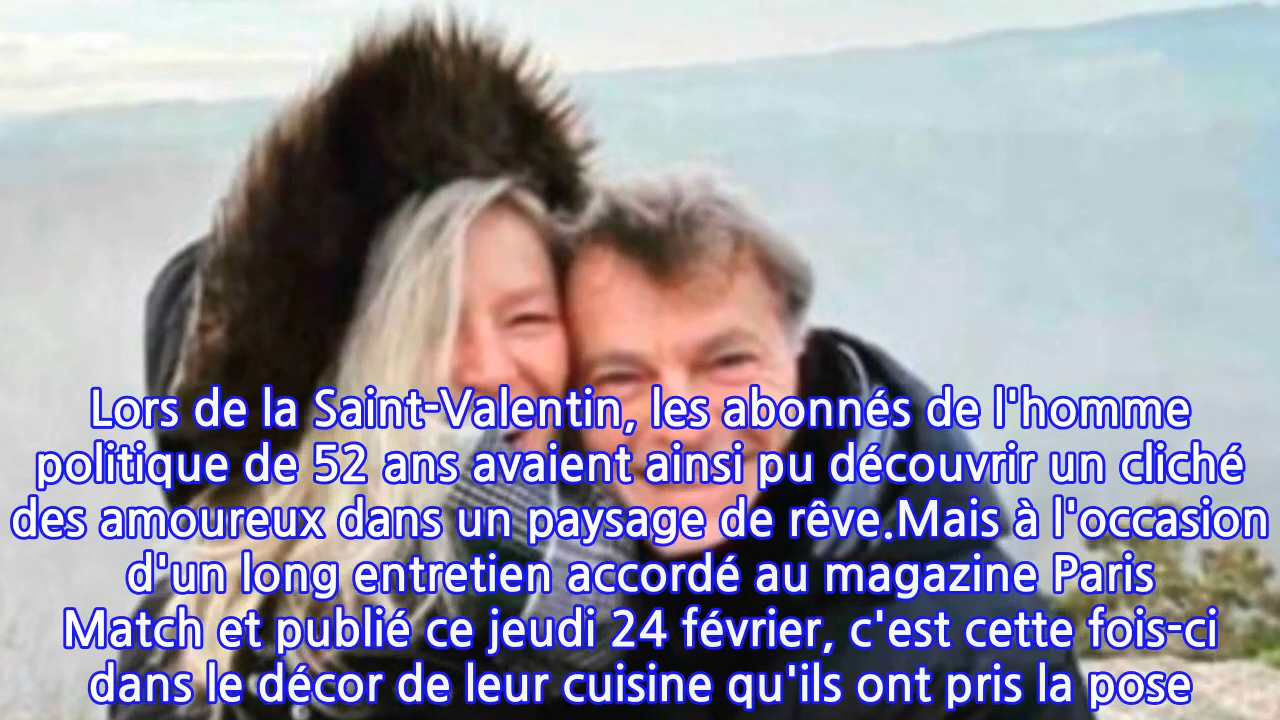 Lors de la Saint-Valentin, les abonnés de l'homme
politique de 52 ans avaient ainsi pu découvrir un cliché
des amoureux dans un paysage de rêve.Mais à l'occasion
d'un long entretien accordé au magazine Paris
Match et publié ce jeudi 24 février, c'est cette fois-ci
dans le décor de leur cuisine qu'ils ont pris la pose